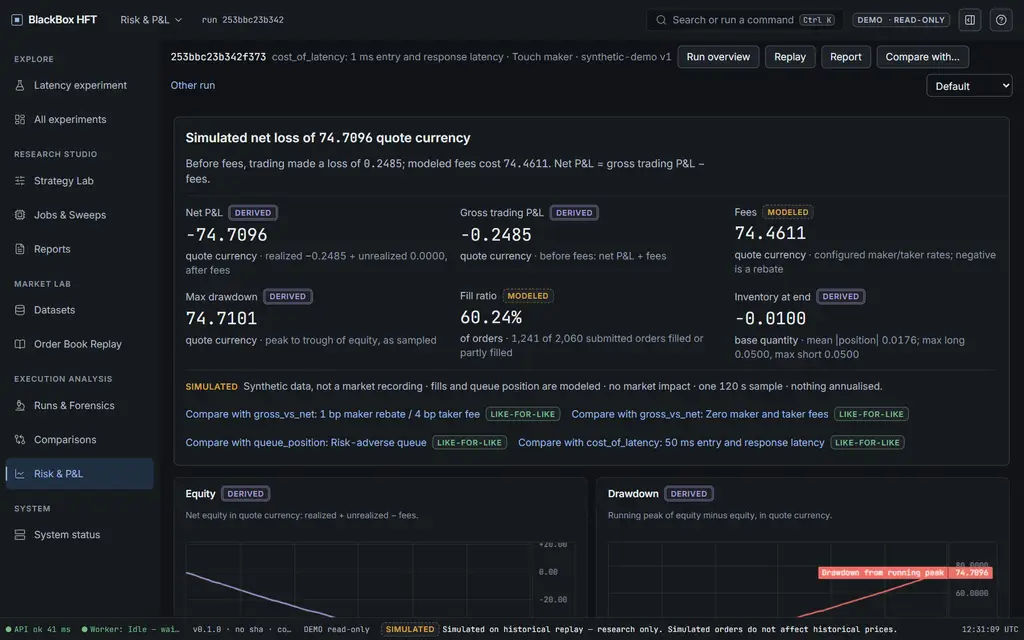 BlackBox HFT
Risk & P&L
run 253bbc23b342
Search or run a command Ctrl K
DEMO · READ-ONLY
EXPLORE
Latency experiment
All experiments
RESEARCH STUDIO
Strategy Lab
Jobs & Sweeps
Reports
MARKET LAB
Datasets
Order Book Replay
EXECUTION ANALYSIS
Runs & Forensics
Comparisons
Risk & P&L
SYSTEM
System status
253bbc23b342f373 cost_of_latency: 1 ms entry and response latency · Touch maker · synthetic-demo v1
Run overview
Replay
Report
Compare with...
Other run
Default
Simulated net loss of 74.7096 quote currency
Before fees, trading made a loss of 0.2485; modeled fees cost 74.4611. Net P&L = gross trading P&L −
fees.
Net P&L DERIVED
-74.7096
quote currency · realized −0.2485 + unrealized 0.0000,
after fees
Gross trading P&L DERIVED
-0.2485
quote currency · before fees: net P&L + fees
Fees MODELED
74.4611
quote currency · configured maker/taker rates; negative
is a rebate
Max drawdown DERIVED
74.7101
quote currency · peak to trough of equity, as sampled
Fill ratio MODELED
60.24%
of orders · 1,241 of 2,060 submitted orders filled or
partly filled
Inventory at end DERIVED
-0.0100
base quantity · mean |position| 0.0176; max long
0.0500, max short 0.0500
SIMULATED Synthetic data, not a market recording · fills and queue position are modeled · no market impact · one 120 s sample · nothing annualised.
Compare with gross_vs_net: 1 bp maker rebate / 4 bp taker fee LIKE-FOR-LIKE
Compare with gross_vs_net: Zero maker and taker fees LIKE-FOR-LIKE
Compare with queue_position: Risk-adverse queue LIKE-FOR-LIKE
Compare with cost_of_latency: 50 ms entry and response latency LIKE-FOR-LIKE
Equity DERIVED
Net equity in quote currency: realized + unrealized − fees.
+20.00
0.00
-20.00
Drawdown DERIVED
Running peak of equity minus equity, in quote currency.
80.0000
Drawdown from running peak 74.7096
60.0000
API ok 41 ms
Worker: Idle — wai…
v0.1.0 · no sha · co…
DEMO read-only
SIMULATED Simulated on historical replay — research only. Simulated orders do not affect historical prices.
12:31:09 UTC